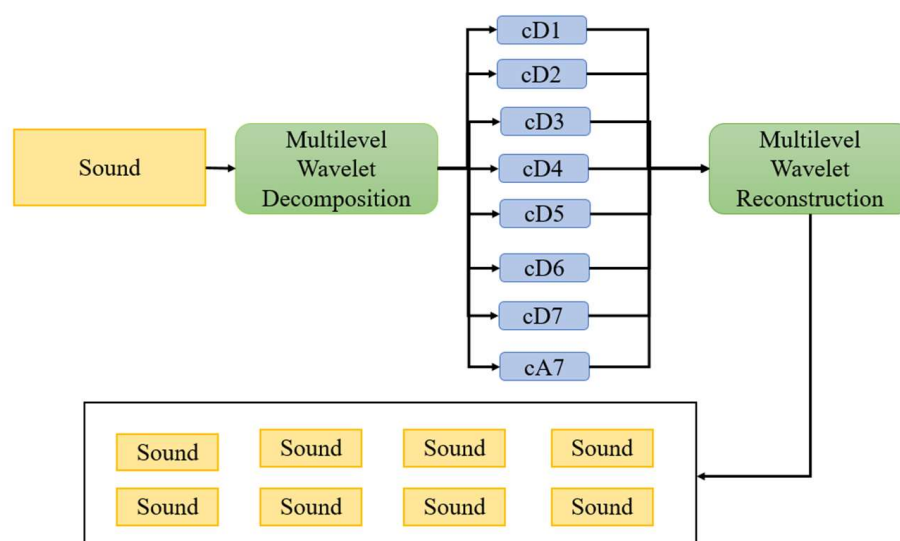 Sound
Multilevel
Wavelet
Decomposition
cD1
cD2
cD3
cD4
cD5
cD6
cD7
cA7
Multilevel
Wavelet
Reconstruction
Sound
Sound
Sound
Sound
Sound
Sound
Sound
Sound